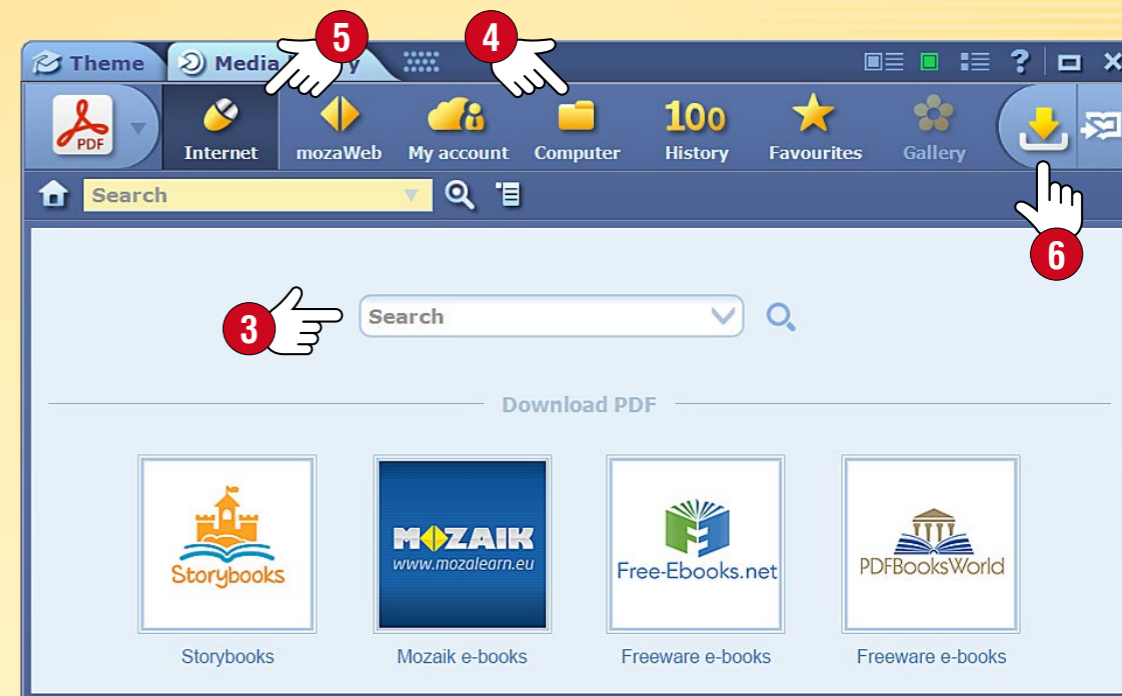 5
4
Theme
Media
y
?
PDF
Internet
mozaWeb
My account
Computer
100
History
Favourites
Gallery
6
Search
3
Search
Download PDF
Storybooks
MOZAIK
www.mozalearn.eu
Free-Ebooks.net
PDFBooksWorld
Storybooks
Mozaik e-books
Freeware e-books
Freeware e-books